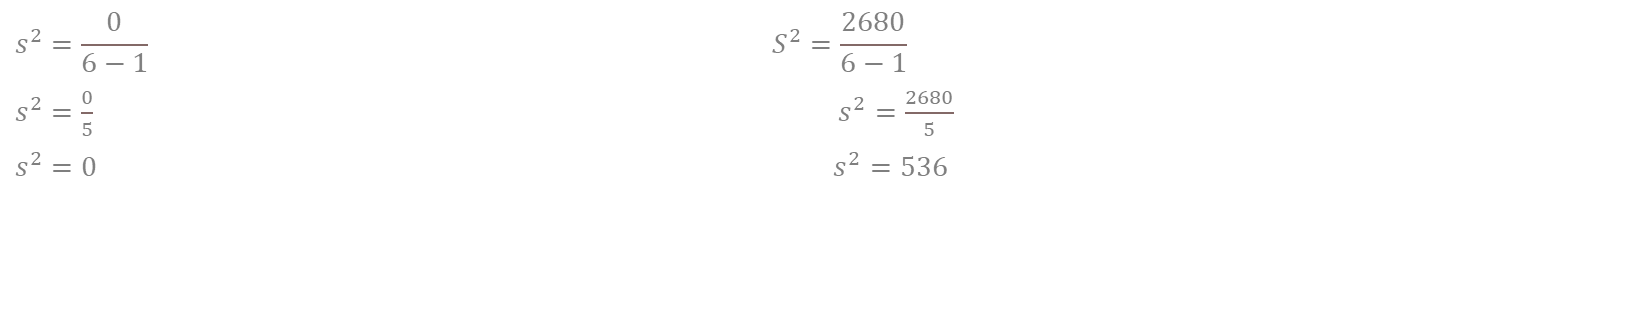 s² = 0/(6 − 1)
s² = 0/5
s² = 0
S² = 2680/(6 − 1)
s² = 2680/5
s² = 536